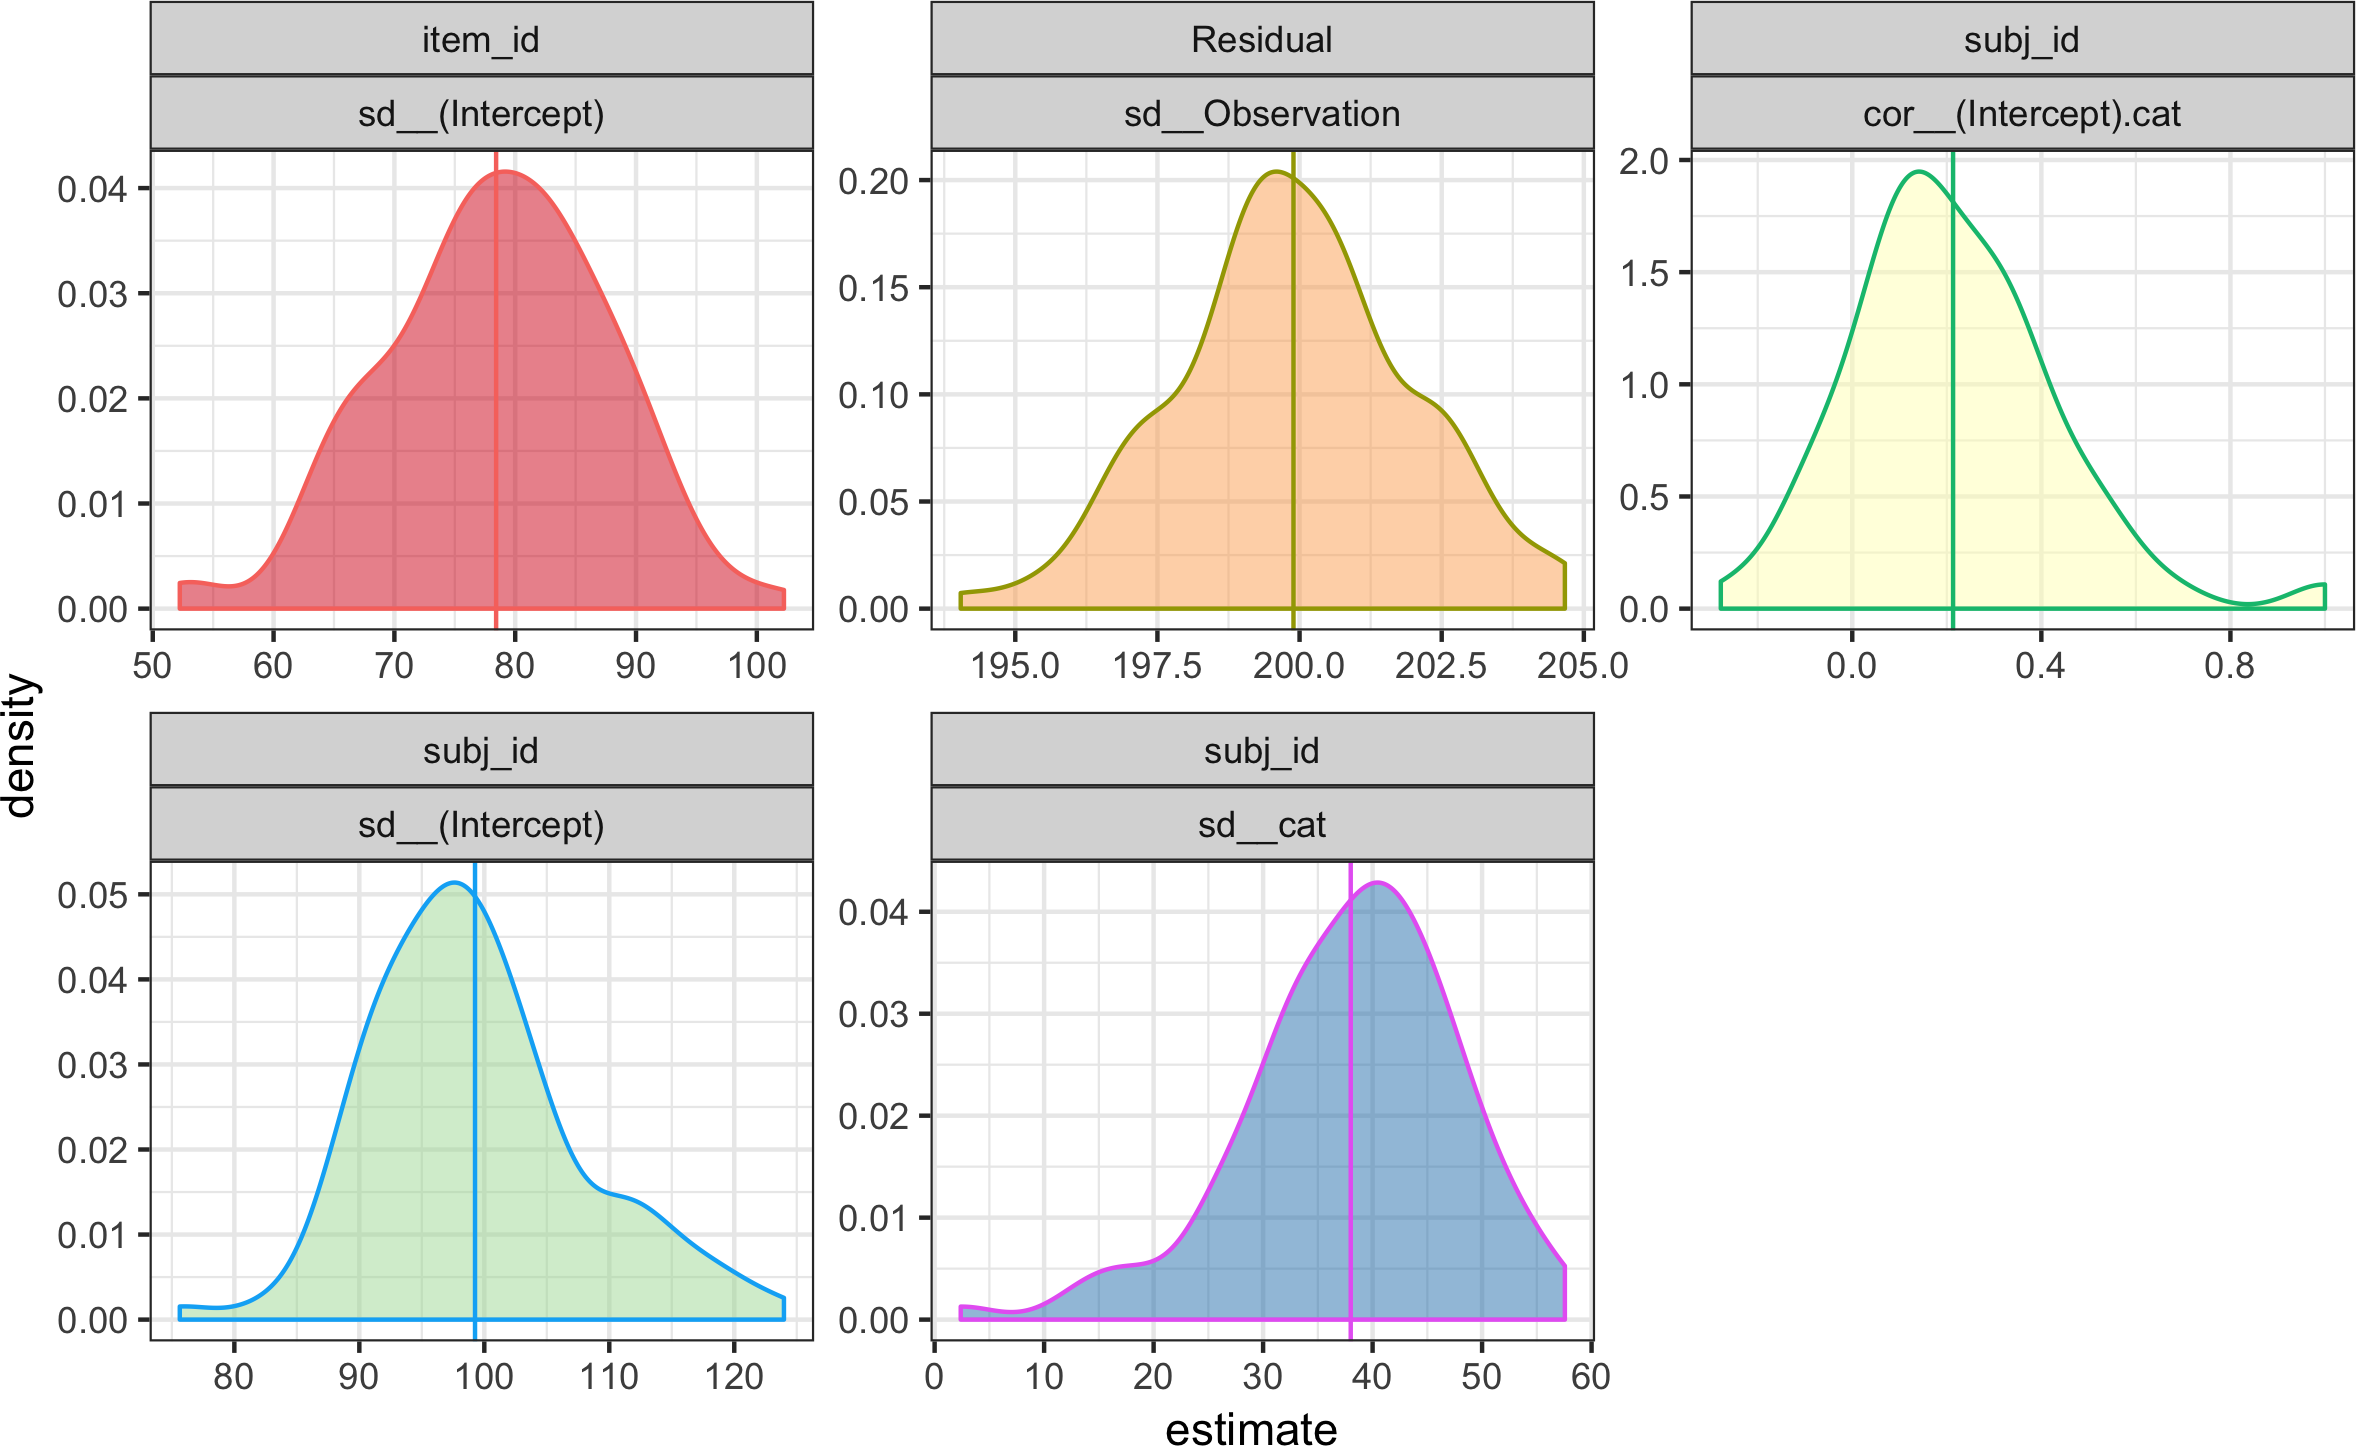 item_id
sd__(Intercept)
0.04
0.03
0.02
0.01
0.00
50 60 70 80 90 100
Residual
sd__Observation
0.20
0.15
0.10
0.05
0.00
195.0 197.5 200.0 202.5 205.0
subj_id
cor__(Intercept).cat
2.0
1.5
1.0
0.5
0.0
0.0 0.4 0.8
density
subj_id
sd__(Intercept)
0.05
0.04
0.03
0.02
0.01
0.00
80 90 100 110 120
subj_id
sd__cat
0.04
0.03
0.02
0.01
0.00
0 10 20 30 40 50 60
estimate